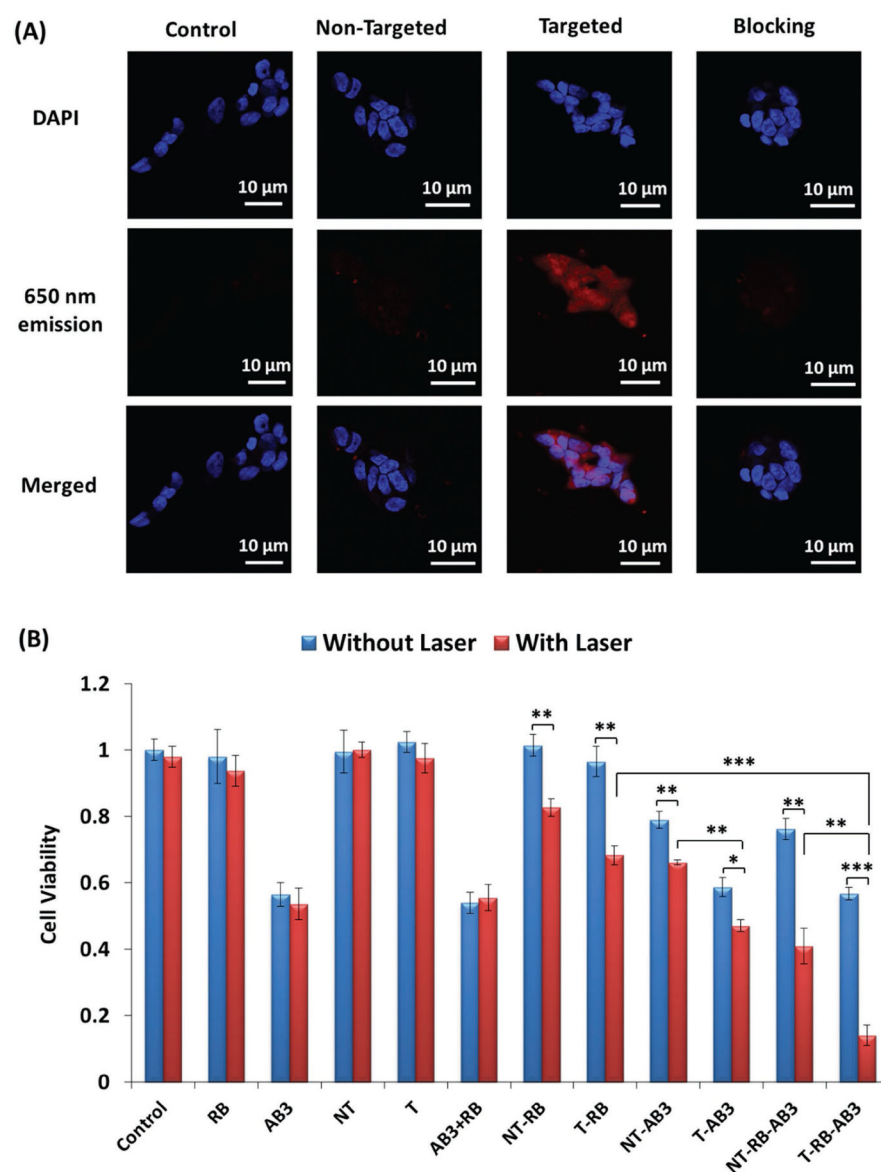 (A)
Control Non-Targeted Targeted Blocking
DAPI
10 µm 10 µm 10 µm 10 µm
650 nm
emission
10 µm 10 µm 10 µm 10 µm
Merged
10 µm 10 µm 10 µm 10 µm
(B)
Without Laser With Laser
Cell Viability
1.2
1
0.8
0.6
0.4
0.2
0
** ** *** ** ** ** ** * ***
Control RB AB3 NT T AB3+RB NT-RB T-RB NT-AB3 T-AB3 NT-RB-AB3 T-RB-AB3